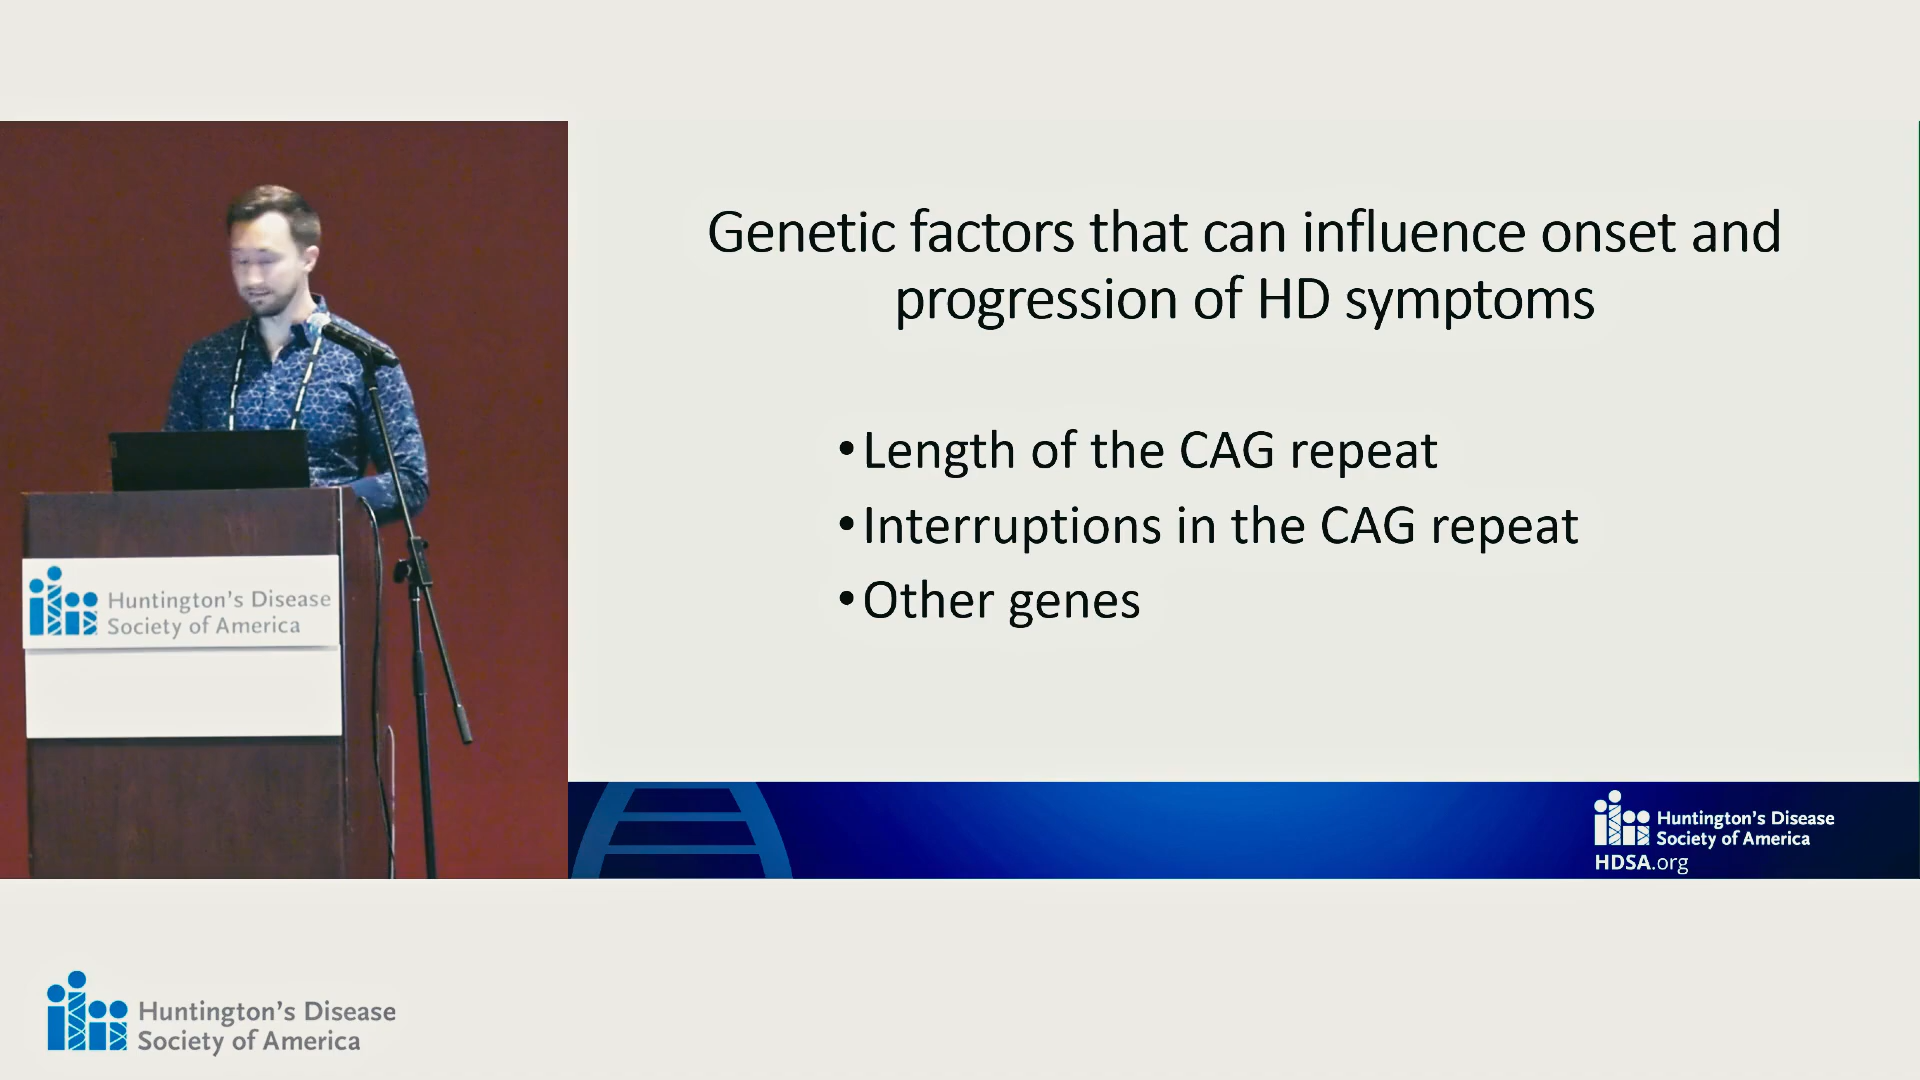 Genetic factors that can influence onset and
progression of HD symptoms
•Length of the CAG repeat
•Interruptions in the CAG repeat
•Other genes
Huntington's Disease
Society of America
Huntington's Disease
Society of America
HDSA.org
Huntington's Disease
Society of America